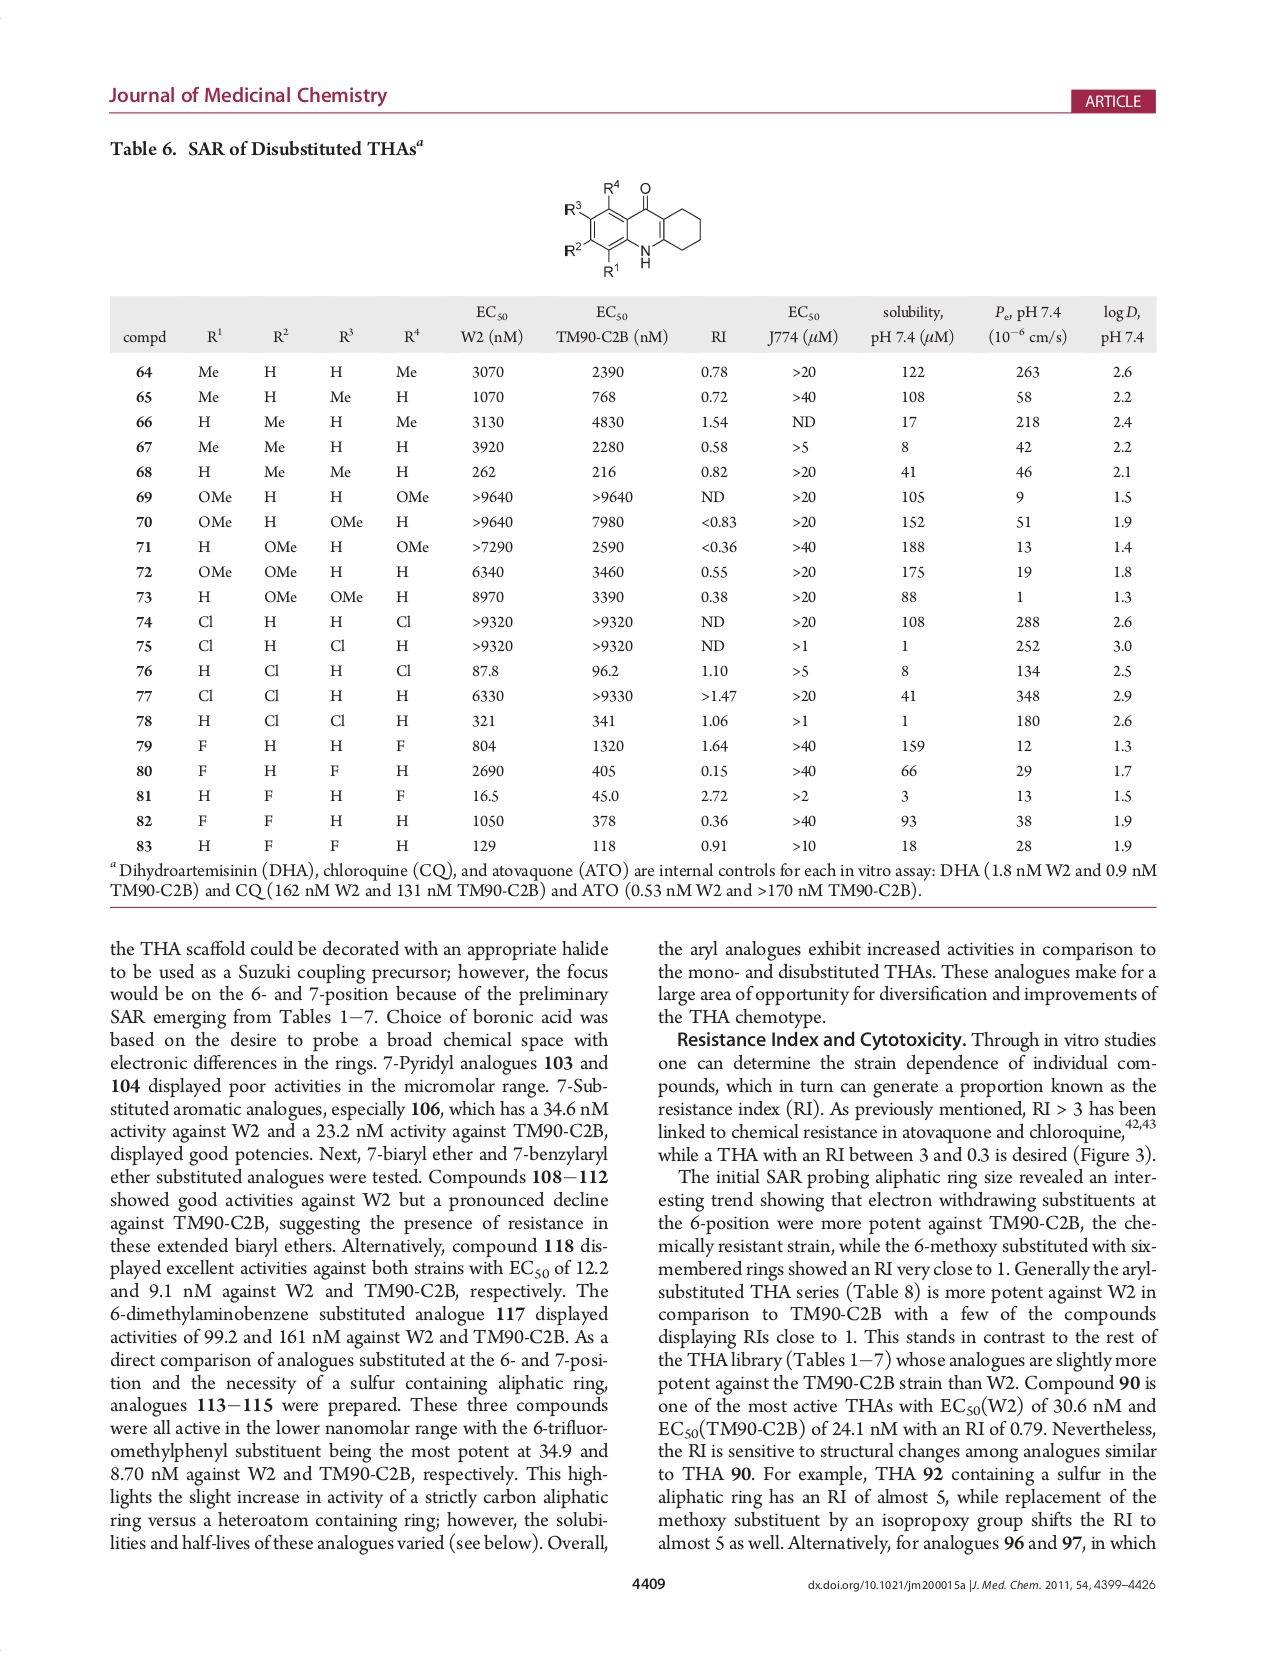 Journal of Medicinal Chemistry
ARTICLE
Table 6. SAR of Disubstituted THAsa
R4 O
R3
R2
N
H
R1
compd R1 R2 R3 R4 EC50 W2 (nM) EC50 TM90-C2B (nM) RI EC50 J774 (μM) solubility, pH 7.4 (μM) Pe, pH 7.4 (10−6 cm/s) log D, pH 7.4
64 Me H H Me 3070 2390 0.78 >20 122 263 2.6
65 Me H Me H 1070 768 0.72 >40 108 58 2.2
66 H Me H Me 3130 4830 1.54 ND 17 218 2.4
67 Me Me H H 3920 2280 0.58 >5 8 42 2.2
68 H Me Me H 262 216 0.82 >20 41 46 2.1
69 OMe H H OMe >9640 >9640 ND >20 105 9 1.5
70 OMe H OMe H >9640 7980 <0.83 >20 152 51 1.9
71 H OMe H OMe >7290 2590 <0.36 >40 188 13 1.4
72 OMe OMe H H 6340 3460 0.55 >20 175 19 1.8
73 H OMe OMe H 8970 3390 0.38 >20 88 1 1.3
74 Cl H H Cl >9320 >9320 ND >20 108 288 2.6
75 Cl H Cl H >9320 >9320 ND >1 1 252 3.0
76 H Cl H Cl 87.8 96.2 1.10 >5 8 134 2.5
77 Cl Cl H H 6330 >9330 >1.47 >20 41 348 2.9
78 H Cl Cl H 321 341 1.06 >1 1 180 2.6
79 F H H F 804 1320 1.64 >40 159 12 1.3
80 F H F H 2690 405 0.15 >40 66 29 1.7
81 H F H F 16.5 45.0 2.72 >2 3 13 1.5
82 F F H H 1050 378 0.36 >40 93 38 1.9
83 H F F H 129 118 0.91 >10 18 28 1.9
a Dihydroartemisinin (DHA), chloroquine (CQ), and atovaquone (ATO) are internal controls for each in vitro assay: DHA (1.8 nM W2 and 0.9 nM
TM90-C2B) and CQ (162 nM W2 and 131 nM TM90-C2B) and ATO (0.53 nM W2 and >170 nM TM90-C2B).
the THA scaffold could be decorated with an appropriate halide
to be used as a Suzuki coupling precursor; however, the focus
would be on the 6- and 7-position because of the preliminary
SAR emerging from Tables 1−7. Choice of boronic acid was
based on the desire to probe a broad chemical space with
electronic differences in the rings. 7-Pyridyl analogues 103 and
104 displayed poor activities in the micromolar range. 7-Sub-
stituted aromatic analogues, especially 106, which has a 34.6 nM
activity against W2 and a 23.2 nM activity against TM90-C2B,
displayed good potencies. Next, 7-biaryl ether and 7-benzylaryl
ether substituted analogues were tested. Compounds 108−112
showed good activities against W2 but a pronounced decline
against TM90-C2B, suggesting the presence of resistance in
these extended biaryl ethers. Alternatively, compound 118 dis-
played excellent activities against both strains with EC50 of 12.2
and 9.1 nM against W2 and TM90-C2B, respectively. The
6-dimethylaminobenzene substituted analogue 117 displayed
activities of 99.2 and 161 nM against W2 and TM90-C2B. As a
direct comparison of analogues substituted at the 6- and 7-posi-
tion and the necessity of a sulfur containing aliphatic ring,
analogues 113−115 were prepared. These three compounds
were all active in the lower nanomolar range with the 6-trifluor-
omethylphenyl substituent being the most potent at 34.9 and
8.70 nM against W2 and TM90-C2B, respectively. This high-
lights the slight increase in activity of a strictly carbon aliphatic
ring versus a heteroatom containing ring; however, the solubi-
lities and half-lives of these analogues varied (see below). Overall,
the aryl analogues exhibit increased activities in comparison to
the mono- and disubstituted THAs. These analogues make for a
large area of opportunity for diversification and improvements of
the THA chemotype.
Resistance Index and Cytotoxicity. Through in vitro studies
one can determine the strain dependence of individual com-
pounds, which in turn can generate a proportion known as the
resistance index (RI). As previously mentioned, RI > 3 has been
linked to chemical resistance in atovaquone and chloroquine,42,43
while a THA with an RI between 3 and 0.3 is desired (Figure 3).
The initial SAR probing aliphatic ring size revealed an inter-
esting trend showing that electron withdrawing substituents at
the 6-position were more potent against TM90-C2B, the che-
mically resistant strain, while the 6-methoxy substituted with six-
membered rings showed an RI very close to 1. Generally the aryl-
substituted THA series (Table 8) is more potent against W2 in
comparison to TM90-C2B with a few of the compounds
displaying RIs close to 1. This stands in contrast to the rest of
the THA library (Tables 1−7) whose analogues are slightly more
potent against the TM90-C2B strain than W2. Compound 90 is
one of the most active THAs with EC50(W2) of 30.6 nM and
EC50(TM90-C2B) of 24.1 nM with an RI of 0.79. Nevertheless,
the RI is sensitive to structural changes among analogues similar
to THA 90. For example, THA 92 containing a sulfur in the
aliphatic ring has an RI of almost 5, while replacement of the
methoxy substituent by an isopropoxy group shifts the RI to
almost 5 as well. Alternatively, for analogues 96 and 97, in which
4409
dx.doi.org/10.1021/jm200015a |J. Med. Chem. 2011, 54, 4399–4426